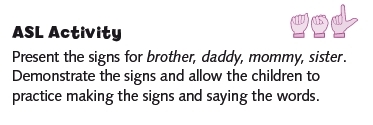 ASL Activity
Present the signs for brother, daddy, mommy, sister.
Demonstrate the signs and allow the children to
practice making the signs and saying the words.